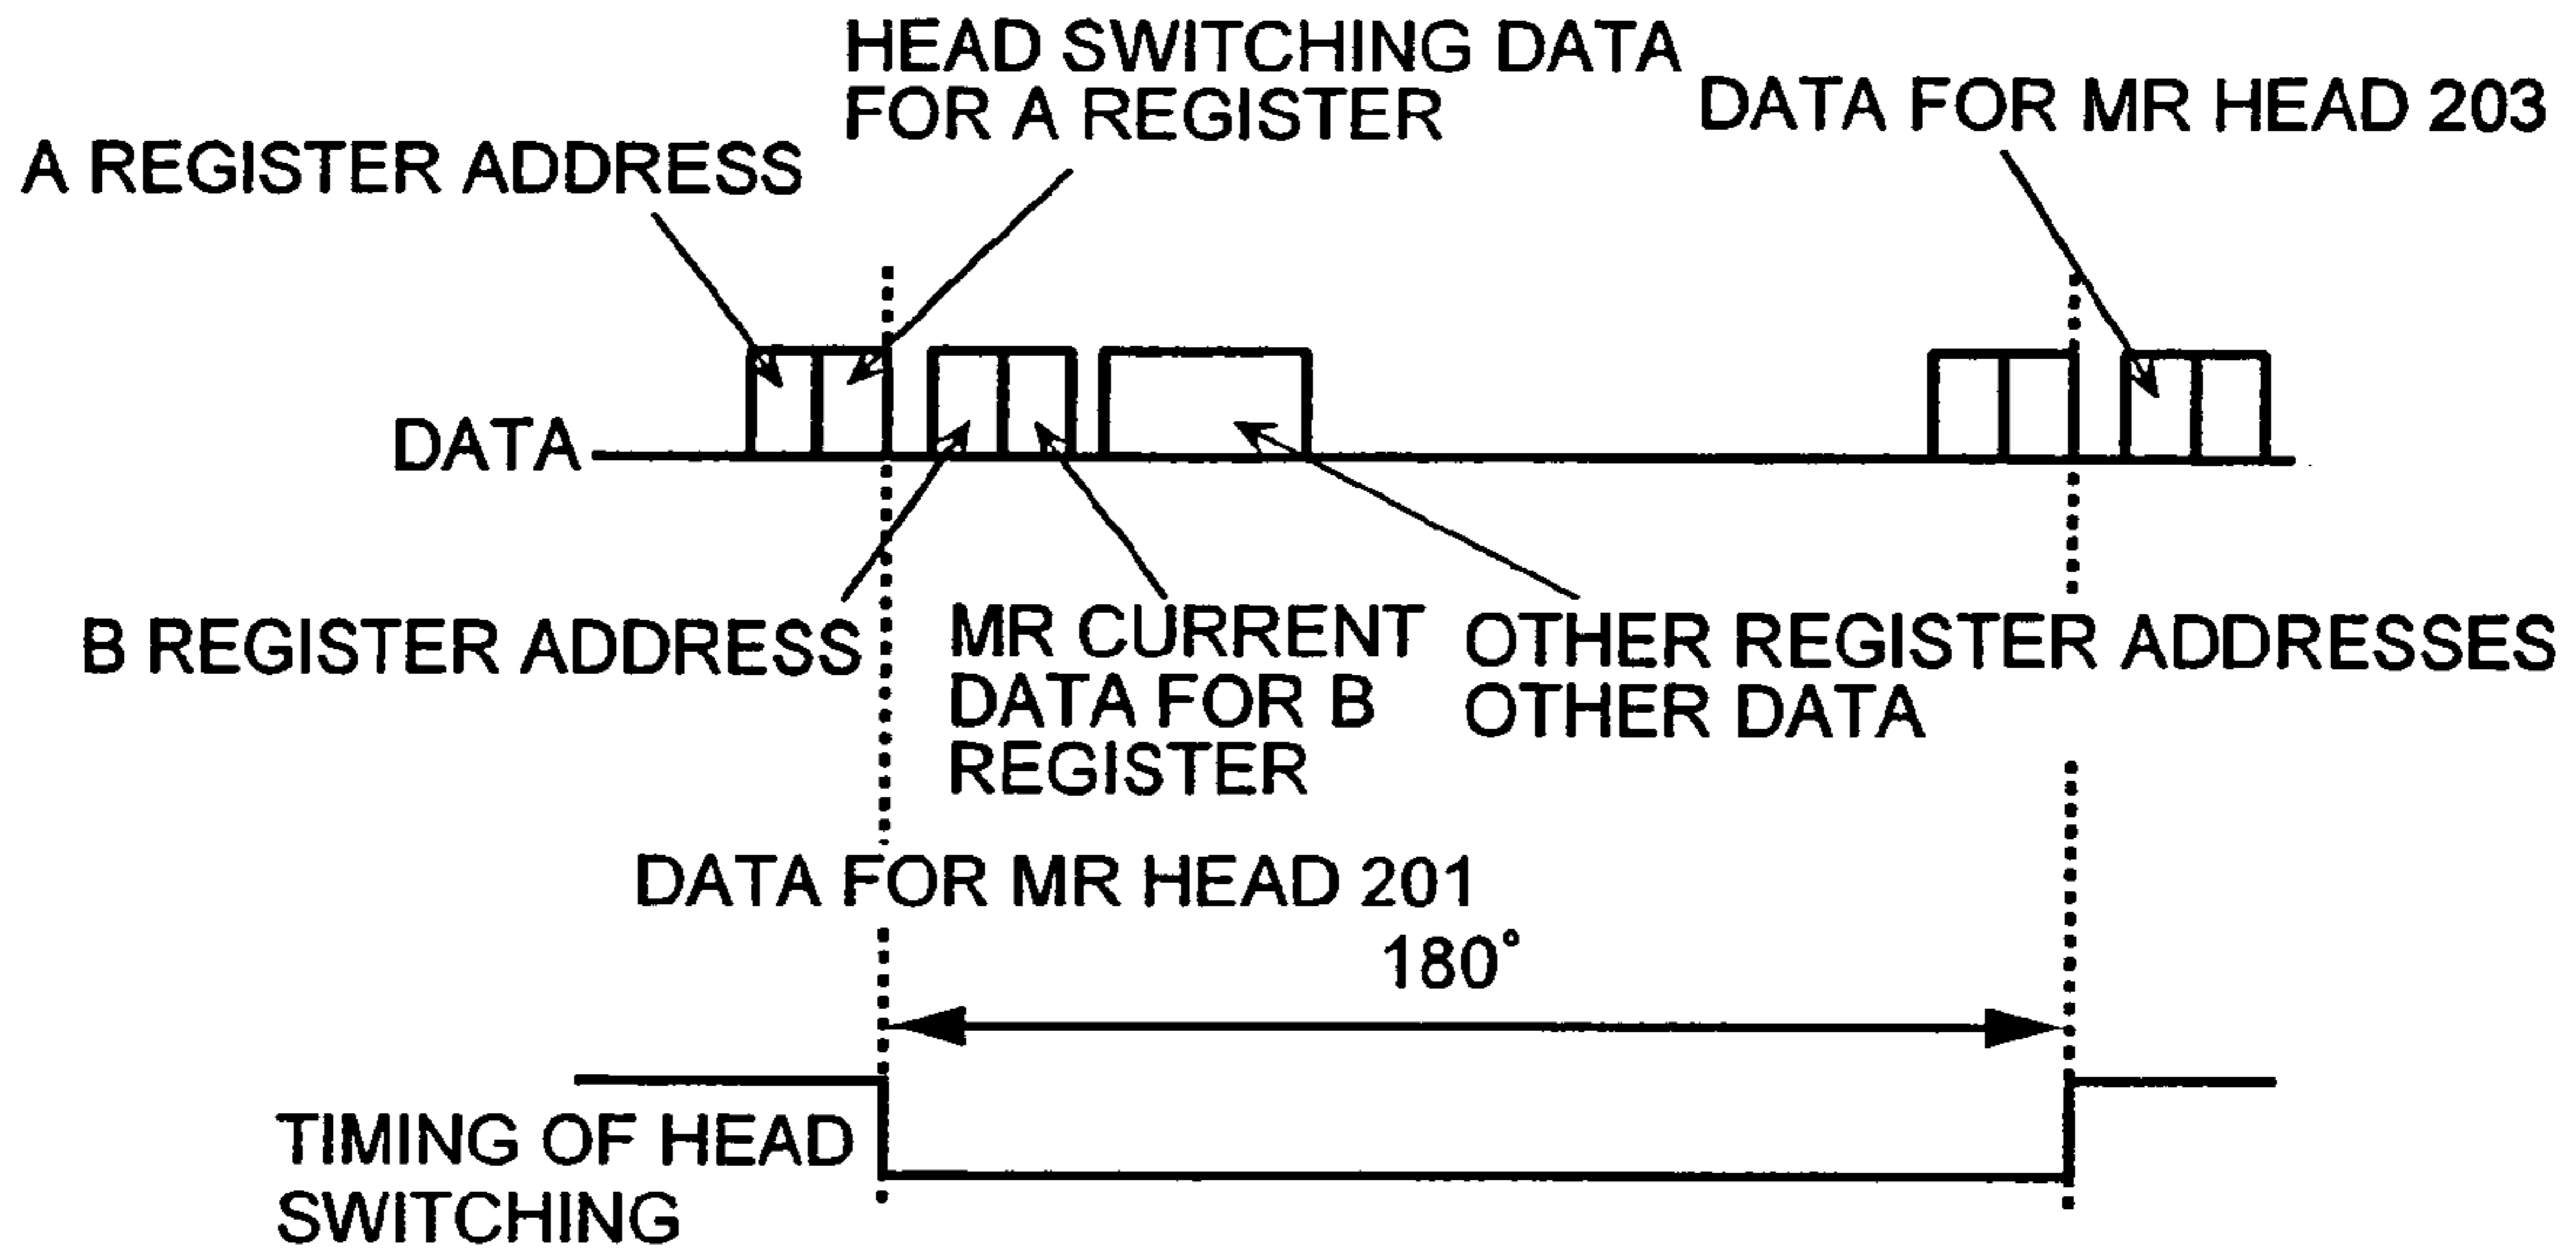 HEAD SWITCHING DATA
FOR A REGISTER
DATA FOR MR HEAD 203
A REGISTER ADDRESS
DATA
B REGISTER ADDRESS
MR CURRENT
DATA FOR B
REGISTER
OTHER REGISTER ADDRESSES
OTHER DATA
DATA FOR MR HEAD 201
180°
TIMING OF HEAD
SWITCHING